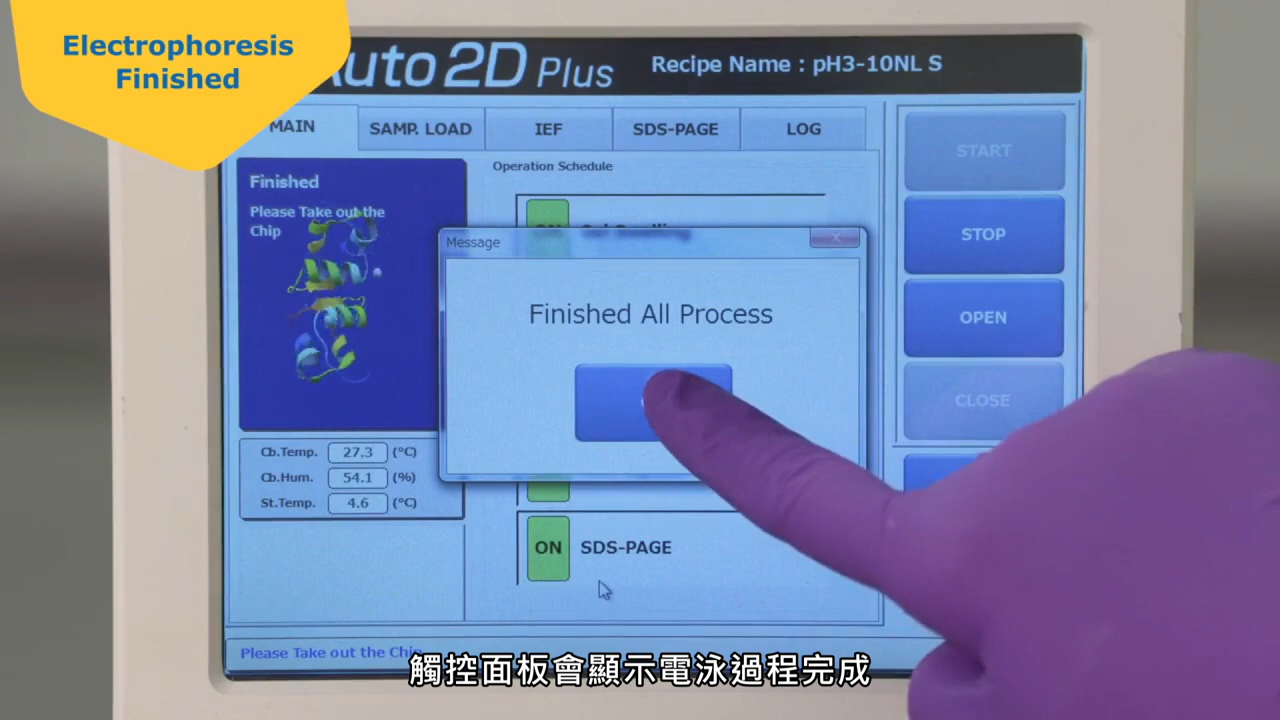 Electrophoresis
Finished
Auto 2D Plus
Recipe Name : pH3-10NL S
MAIN
SAMP. LOAD
IEF
SDS-PAGE
LOG
Finished
Please Take out the
Chip
Operation Schedule
START
STOP
OPEN
CLOSE
Message
Finished All Process
Cb.Temp. 27.3 (°C)
Cb.Hum. 54.1 (%)
St.Temp. 4.6 (°C)
ON SDS-PAGE
Please Take out the Chip
觸控面板會顯示電泳過程完成